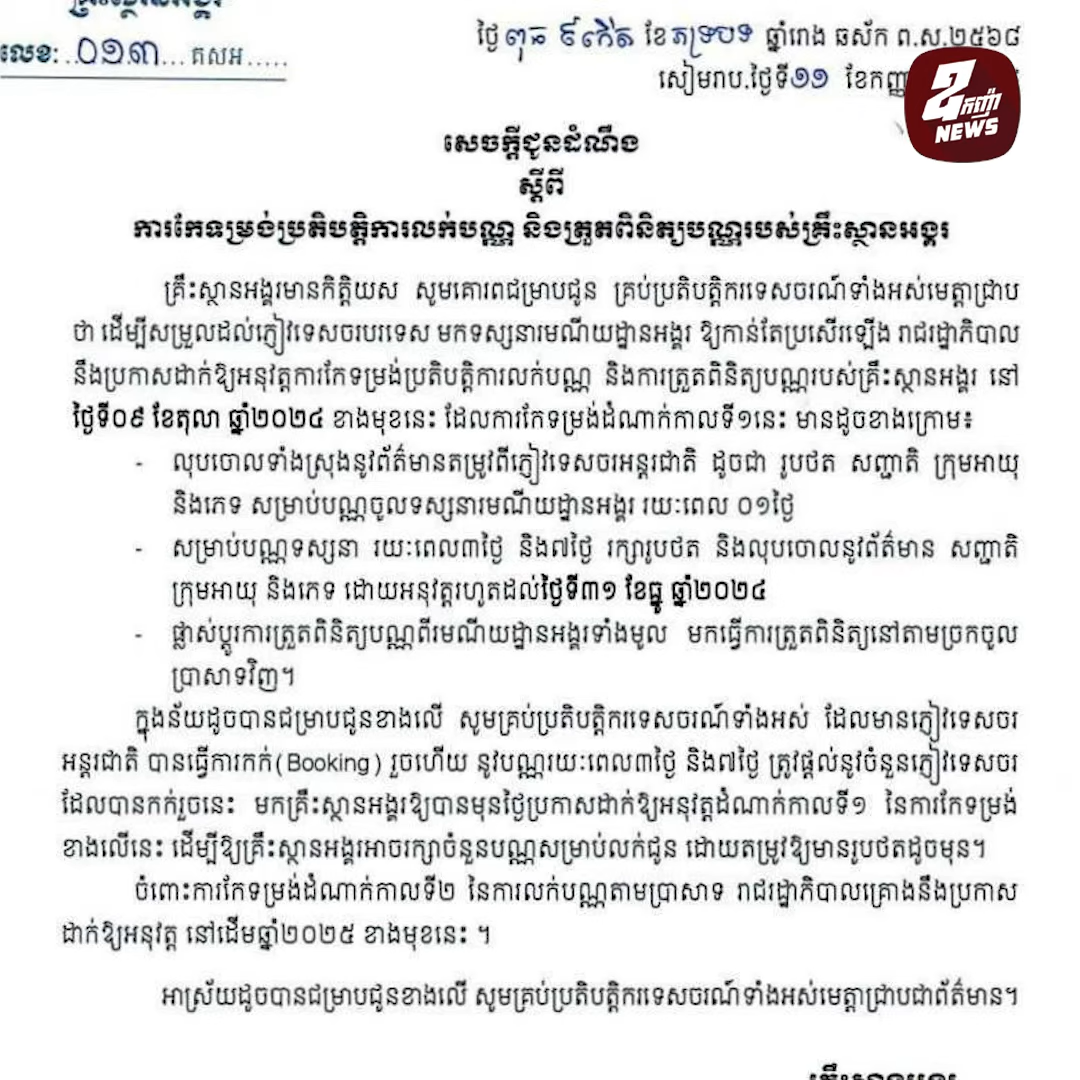 គ្រឹះស្ថានអង្គរ
លេខ: ..០១៣... គសអ.....
ថ្ងៃ ពុធ ៩កើត ខែ ភទ្របទ ឆ្នាំរោង ឆស័ក ព.ស.២៥៦៨
សៀមរាប.ថ្ងៃទី១១ ខែកញ្ញា
ឯកញ្ញ៉ា
NEWS
សេចក្ដីជូនដំណឹង
ស្ដីពី
ការកែទម្រង់ប្រតិបត្តិការលក់បណ្ណ និងត្រួតពិនិត្យបណ្ណរបស់គ្រឹះស្ថានអង្គរ
គ្រឹះស្ថានអង្គរមានកិត្តិយស សូមគោរពជម្រាបជូន គ្រប់ប្រតិបត្តិករទេសចរណ៍ទាំងអស់មេត្តាជ្រាប
ថា ដើម្បីសម្រួលដល់ភ្ញៀវទេសចរបរទេស មកទស្សនារមណីយដ្ឋានអង្គរ ឱ្យកាន់តែប្រសើរឡើង រាជរដ្ឋាភិបាល
នឹងប្រកាសដាក់ឱ្យអនុវត្តការកែទម្រង់ប្រតិបត្តិការលក់បណ្ណ និងការត្រួតពិនិត្យបណ្ណរបស់គ្រឹះស្ថានអង្គរ នៅ
ថ្ងៃទី០៩ ខែតុលា ឆ្នាំ២០២៤ ខាងមុខនេះ ដែលការកែទម្រង់ដំណាក់កាលទី១នេះ មានដូចខាងក្រោម៖
- លុបចោលទាំងស្រុងនូវព័ត៌មានតម្រូវពីភ្ញៀវទេសចរអន្តរជាតិ ដូចជា រូបថត សញ្ជាតិ ក្រុមអាយុ
និងភេទ សម្រាប់បណ្ណចូលទស្សនារមណីយដ្ឋានអង្គរ រយៈពេល ០១ថ្ងៃ
- សម្រាប់បណ្ណទស្សនា រយៈពេល៣ថ្ងៃ និង៧ថ្ងៃ រក្សារូបថត និងលុបចោលនូវព័ត៌មាន សញ្ជាតិ
ក្រុមអាយុ និងភេទ ដោយអនុវត្តរហូតដល់ថ្ងៃទី៣១ ខែធ្នូ ឆ្នាំ២០២៤
- ផ្លាស់ប្ដូរការត្រួតពិនិត្យបណ្ណពីរមណីយដ្ឋានអង្គរទាំងមូល មកធ្វើការត្រួតពិនិត្យនៅតាមច្រកចូល
ប្រាសាទវិញ។
ក្នុងន័យដូចបានជម្រាបជូនខាងលើ សូមគ្រប់ប្រតិបត្តិករទេសចរណ៍ទាំងអស់ ដែលមានភ្ញៀវទេសចរ
អន្តរជាតិ បានធ្វើការកក់(Booking) រួចហើយ នូវបណ្ណរយៈពេល៣ថ្ងៃ និង៧ថ្ងៃ ត្រូវផ្ដល់នូវចំនួនភ្ញៀវទេសចរ
ដែលបានកក់រួចនេះ មកគ្រឹះស្ថានអង្គរឱ្យបានមុនថ្ងៃប្រកាសដាក់ឱ្យអនុវត្តដំណាក់កាលទី១ នៃការកែទម្រង់
ខាងលើនេះ ដើម្បីឱ្យគ្រឹះស្ថានអង្គរអាចរក្សាចំនួនបណ្ណសម្រាប់លក់ជូន ដោយតម្រូវឱ្យមានរូបថតដូចមុន។
ចំពោះការកែទម្រង់ដំណាក់កាលទី២ នៃការលក់បណ្ណតាមប្រាសាទ រាជរដ្ឋាភិបាលគ្រោងនឹងប្រកាស
ដាក់ឱ្យអនុវត្ត នៅដើមឆ្នាំ២០២៥ ខាងមុខនេះ ។
អាស្រ័យដូចបានជម្រាបជូនខាងលើ សូមគ្រប់ប្រតិបត្តិករទេសចរណ៍ទាំងអស់មេត្តាជ្រាបជាព័ត៌មាន។